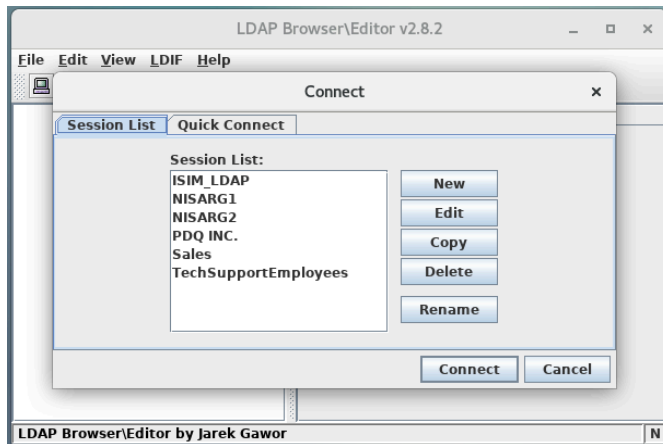 LDAP Browser\Editor v2.8.2
File Edit View LDIF Help
Connect
Session List Quick Connect
Session List:
ISIM_LDAP
NISARG1
NISARG2
PDQ INC.
Sales
TechSupportEmployees
New
Edit
Copy
Delete
Rename
Connect Cancel
LDAP Browser\Editor by Jarek Gawor
N